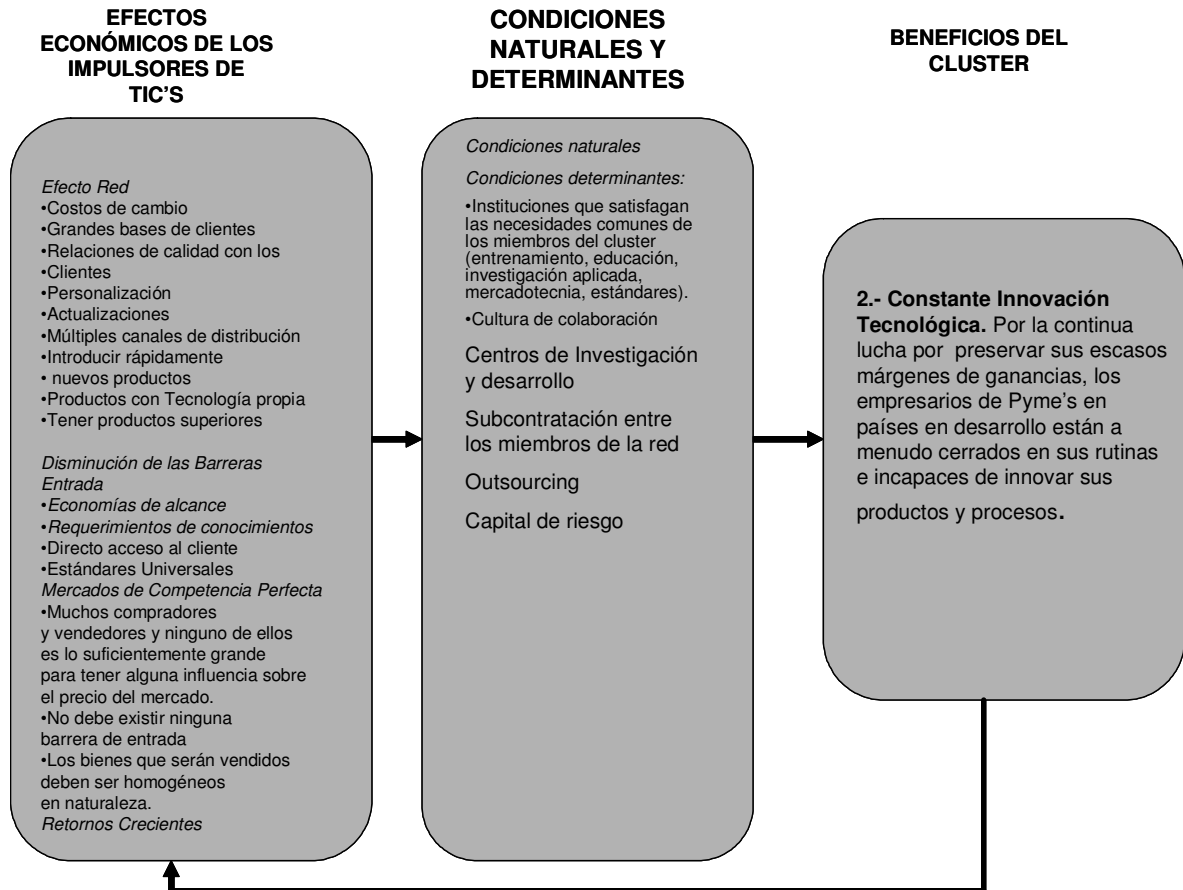 EFECTOS
ECONÓMICOS DE LOS
IMPULSORES DE
TIC'S
Efecto Red
•Costos de cambio
•Grandes bases de clientes
•Relaciones de calidad con los
•Clientes
•Personalización
•Actualizaciones
•Múltiples canales de distribución
•Introducir rápidamente
• nuevos productos
•Productos con Tecnología propia
•Tener productos superiores
Disminución de las Barreras
Entrada
•Economías de alcance
•Requerimientos de conocimientos
•Directo acceso al cliente
•Estándares Universales
Mercados de Competencia Perfecta
•Muchos compradores
y vendedores y ninguno de ellos
es lo suficientemente grande
para tener alguna influencia sobre
el precio del mercado.
•No debe existir ninguna
barrera de entrada
•Los bienes que serán vendidos
deben ser homogéneos
en naturaleza.
Retornos Crecientes
CONDICIONES
NATURALES Y
DETERMINANTES
Condiciones naturales
Condiciones determinantes:
•Instituciones que satisfagan
las necesidades comunes de
los miembros del cluster
(entrenamiento, educación,
investigación aplicada,
mercadotecnia, estándares).
•Cultura de colaboración
Centros de Investigación
y desarrollo
Subcontratación entre
los miembros de la red
Outsourcing
Capital de riesgo
BENEFICIOS DEL
CLUSTER
2.- Constante Innovación
Tecnológica. Por la continua
lucha por preservar sus escasos
márgenes de ganancias, los
empresarios de Pyme's en
países en desarrollo están a
menudo cerrados en sus rutinas
e incapaces de innovar sus
productos y procesos.